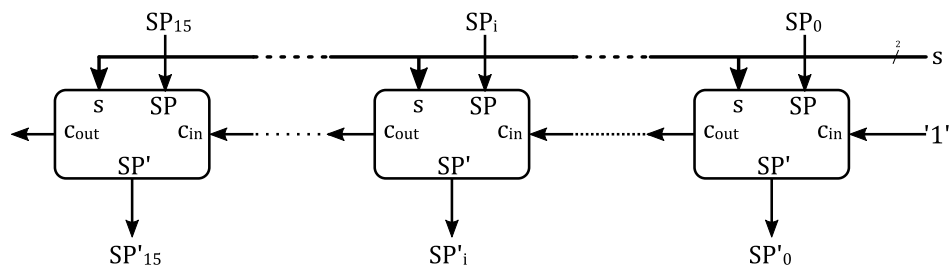 SP15 SPi SP0
2
s
s SP s SP s SP
cout cin cout cin cout cin '1'
SP' SP' SP'
SP'15 SP'i SP'0